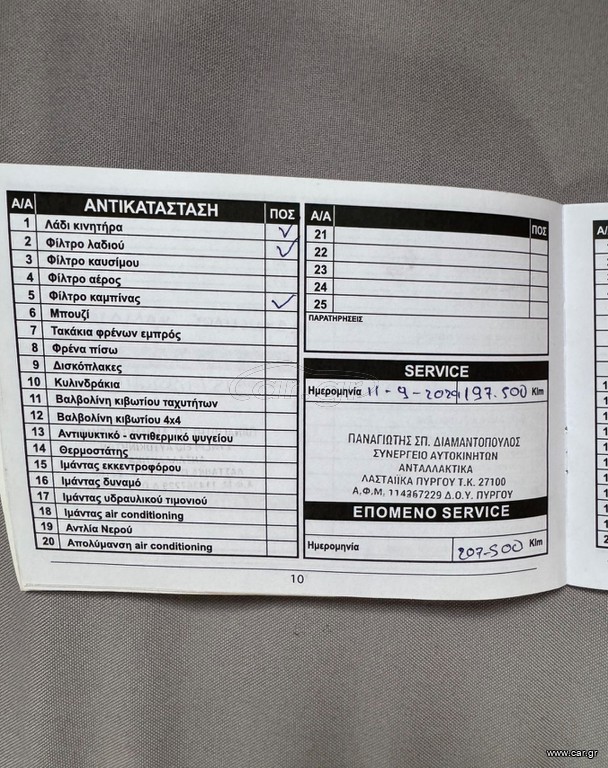 Α/Α ΑΝΤΙΚΑΤΑΣΤΑΣΗ ΠΟΣ
1 Λάδι κινητήρα ✓
2 Φίλτρο λαδιού ✓
3 Φίλτρο καυσίμου
4 Φίλτρο αέρος
5 Φίλτρο καμπίνας ✓
6 Μπουζί
7 Τακάκια φρένων εμπρός
8 Φρένα πίσω
9 Δισκόπλακες
10 Κυλινδράκια
11 Βαλβολίνη κιβωτίου ταχυτήτων
12 Βαλβολίνη κιβωτίου 4x4
13 Αντιψυκτικό - αντιθερμικό ψυγείου
14 Θερμοστάτης
15 Ιμάντας εκκεντροφόρου
16 Ιμάντας δυναμό
17 Ιμάντας υδραυλικού τιμονιού
18 Ιμάντας air conditioning
19 Αντλία Νερού
20 Απολύμανση air conditioning
Α/Α ΠΟΣ
21
22
23
24
25
ΠΑΡΑΤΗΡΗΣΕΙΣ
SERVICE
Ημερομηνία 11-9-2024 197.500 Klm
ΠΑΝΑΓΙΩΤΗΣ ΣΠ. ΔΙΑΜΑΝΤΟΠΟΥΛΟΣ
ΣΥΝΕΡΓΕΙΟ ΑΥΤΟΚΙΝΗΤΩΝ
ΑΝΤΑΛΛΑΚΤΙΚΑ
ΛΑΣΤΑΙΙΚΑ ΠΥΡΓΟΥ Τ.Κ. 27100
Α.Φ.Μ. 114367229 Δ.Ο.Υ. ΠΥΡΓΟΥ
ΕΠΟΜΕΝΟ SERVICE
Ημερομηνία 207-500 Klm
10
www.car.gr